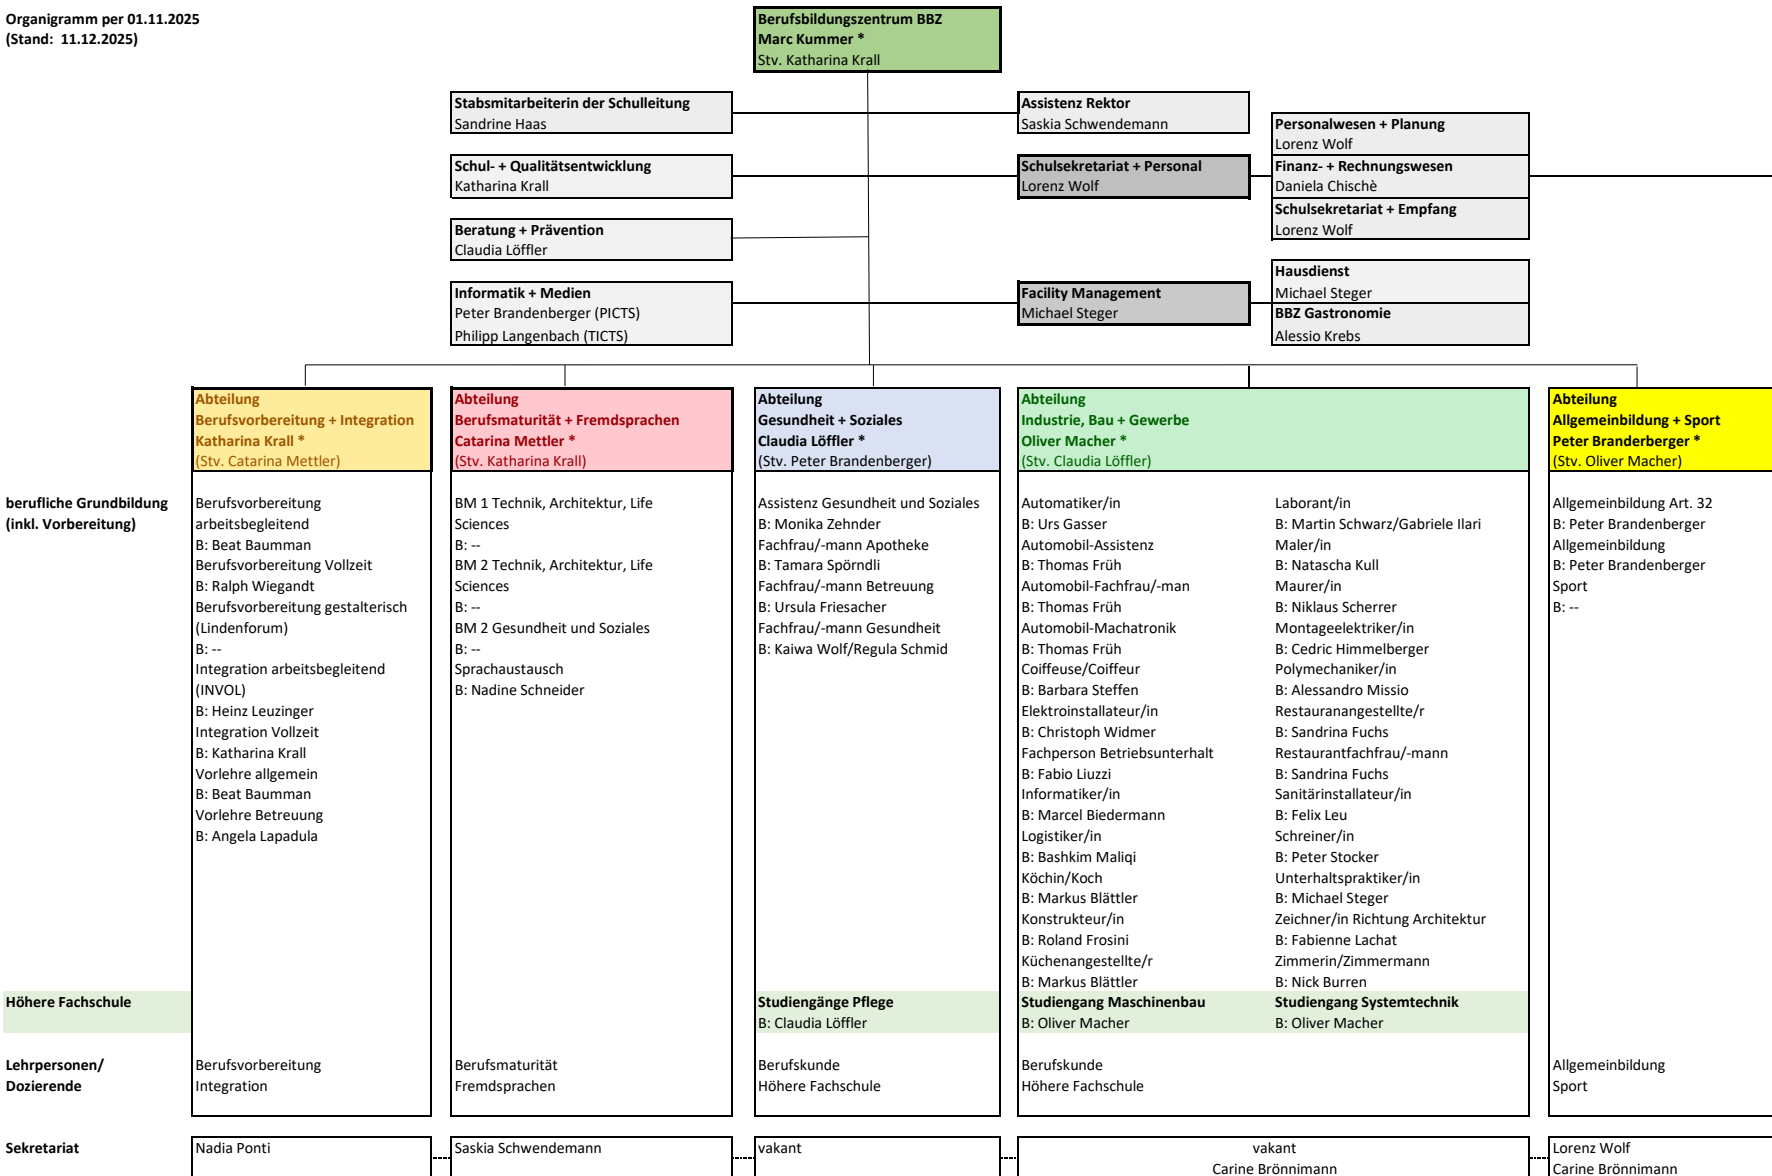 Organigramm per 01.11.2025
(Stand: 11.12.2025)
Berufsbildungszentrum BBZ
Marc Kummer *
Stv. Katharina Krall
Stabsmitarbeiterin der Schulleitung
Sandrine Haas
Assistenz Rektor
Saskia Schwendemann
Personalwesen + Planung
Lorenz Wolf
Schul- + Qualitätsentwicklung
Katharina Krall
Schulsekretariat + Personal
Lorenz Wolf
Finanz- + Rechnungswesen
Daniela Chischè
Schulsekretariat + Empfang
Lorenz Wolf
Beratung + Prävention
Claudia Löffler
Informatik + Medien
Peter Brandenberger (PICTS)
Philipp Langenbach (TICTS)
Facility Management
Michael Steger
Hausdienst
Michael Steger
BBZ Gastronomie
Alessio Krebs
Abteilung
Berufsvorbereitung + Integration
Katharina Krall *
(Stv. Catarina Mettler)
Abteilung
Berufsmaturität + Fremdsprachen
Catarina Mettler *
(Stv. Katharina Krall)
Abteilung
Gesundheit + Soziales
Claudia Löffler *
(Stv. Peter Brandenberger)
Abteilung
Industrie, Bau + Gewerbe
Oliver Macher *
(Stv. Claudia Löffler)
Abteilung
Allgemeinbildung + Sport
Peter Branderberger *
(Stv. Oliver Macher)
berufliche Grundbildung
(inkl. Vorbereitung)
Berufsvorbereitung
arbeitsbegleitend
B: Beat Baumman
Berufsvorbereitung Vollzeit
B: Ralph Wiegandt
Berufsvorbereitung gestalterisch
(Lindenforum)
B: --
Integration arbeitsbegleitend
(INVOL)
B: Heinz Leuzinger
Integration Vollzeit
B: Katharina Krall
Vorlehre allgemein
B: Beat Baumman
Vorlehre Betreuung
B: Angela Lapadula
BM 1 Technik, Architektur, Life
Sciences
B: --
BM 2 Technik, Architektur, Life
Sciences
B: --
BM 2 Gesundheit und Soziales
B: --
Sprachaustausch
B: Nadine Schneider
Assistenz Gesundheit und Soziales
B: Monika Zehnder
Fachfrau/-mann Apotheke
B: Tamara Spörndli
Fachfrau/-mann Betreuung
B: Ursula Friesacher
Fachfrau/-mann Gesundheit
B: Kaiwa Wolf/Regula Schmid
Automatiker/in
B: Urs Gasser
Automobil-Assistenz
B: Thomas Früh
Automobil-Fachfrau/-man
B: Thomas Früh
Automobil-Machatronik
B: Thomas Früh
Coiffeuse/Coiffeur
B: Barbara Steffen
Elektroinstallateur/in
B: Christoph Widmer
Fachperson Betriebsunterhalt
B: Fabio Liuzzi
Informatiker/in
B: Marcel Biedermann
Logistiker/in
B: Bashkim Maliqi
Köchin/Koch
B: Markus Blättler
Konstrukteur/in
B: Roland Frosini
Küchenangestellte/r
B: Markus Blättler
Laborant/in
B: Martin Schwarz/Gabriele Ilari
Maler/in
B: Natascha Kull
Maurer/in
B: Niklaus Scherrer
Montageelektriker/in
B: Cedric Himmelberger
Polymechaniker/in
B: Alessandro Missio
Restauranangestellte/r
B: Sandrina Fuchs
Restaurantfachfrau/-mann
B: Sandrina Fuchs
Sanitärinstallateur/in
B: Felix Leu
Schreiner/in
B: Peter Stocker
Unterhaltspraktiker/in
B: Michael Steger
Zeichner/in Richtung Architektur
B: Fabienne Lachat
Zimmerin/Zimmermann
B: Nick Burren
Allgemeinbildung Art. 32
B: Peter Brandenberger
Allgemeinbildung
B: Peter Brandenberger
Sport
B: --
Höhere Fachschule
Studiengänge Pflege
B: Claudia Löffler
Studiengang Maschinenbau
B: Oliver Macher
Studiengang Systemtechnik
B: Oliver Macher
Lehrpersonen/
Dozierende
Berufsvorbereitung
Integration
Berufsmaturität
Fremdsprachen
Berufskunde
Höhere Fachschule
Berufskunde
Höhere Fachschule
Allgemeinbildung
Sport
Sekretariat
Nadia Ponti
Saskia Schwendemann
vakant
vakant
Carine Brönnimann
Lorenz Wolf
Carine Brönnimann